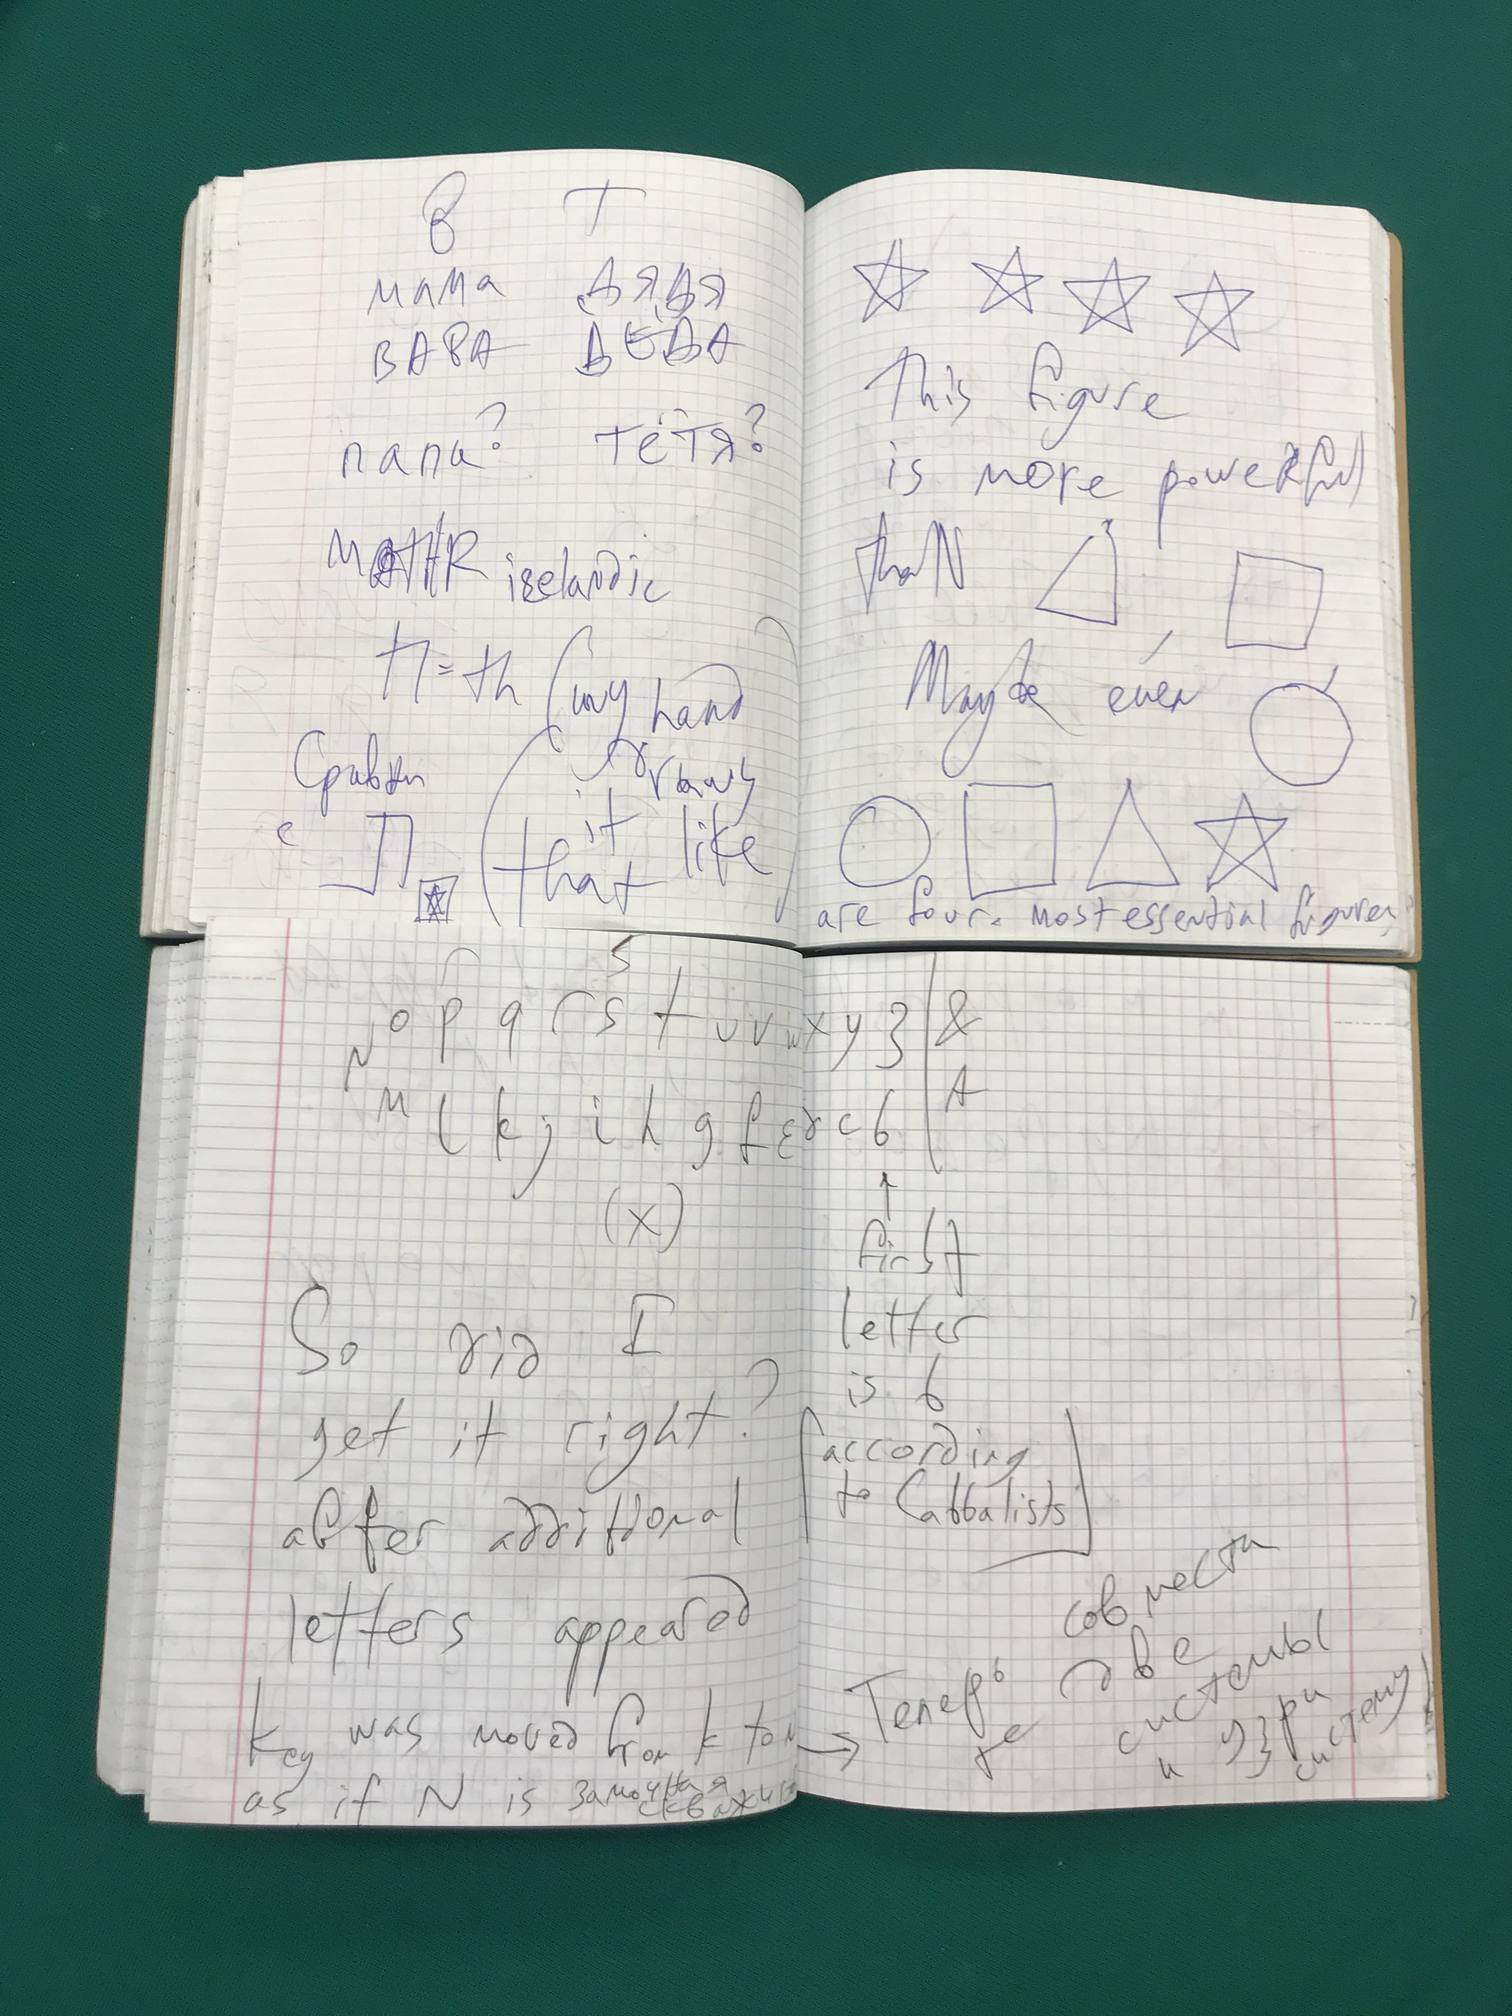 В Т
мама дядя
ВАВА ДЕДА
папа? тётя?
MOTHR iselandic
П=th (my hand
draws
it
that like)
Сравни
с П
This figure
is more powerful
thaN
Maybe even
are four most essential figures
s
N o p q r s t u v w x y z | &
M l k j i h g f e d c b | A
(x)
So did I
get it right?
after additional
letters appeared
key was moved from k to N
as if N is замочная
скважина
↑
first
letter
is b
[according
to Cabbalists]
→ Теперь
же совмести
две
системы
и узри
систему